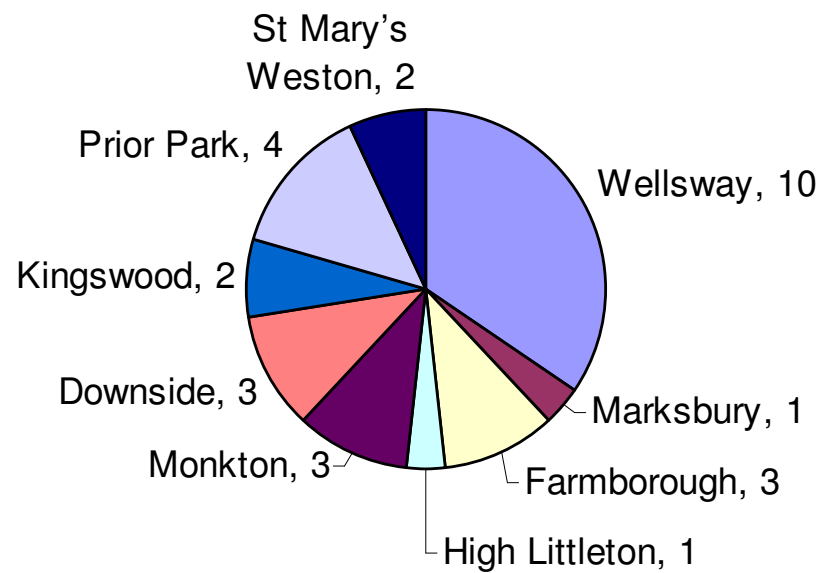 St Mary’s
Weston, 2
Prior Park, 4
Wellsway, 10
Kingswood, 2
Downside, 3
Marksbury, 1
Monkton, 3
Farmborough, 3
High Littleton, 1